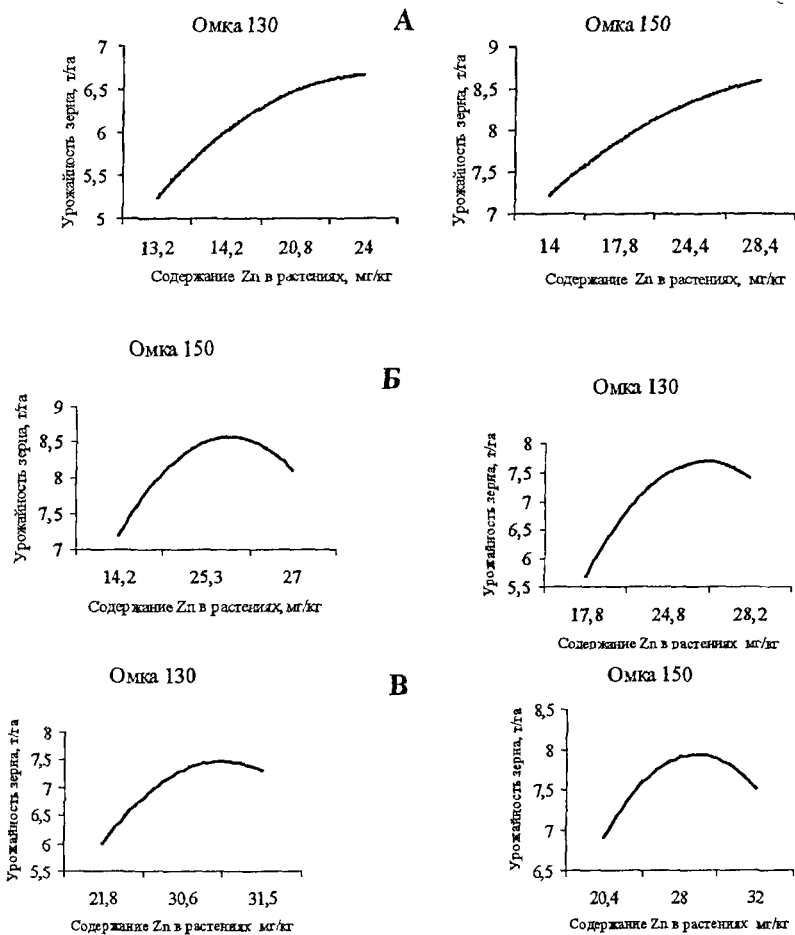 Омка 130
А
Омка 150
Урожайность зерна, т/га
7
6,5
6
5,5
5
13,2 14,2 20,8 24
Содержание Zn в растениях, мг/кг
Урожайность зерна, т/га
9
8,5
8
7,5
7
14 17,8 24,4 28,4
Содержание Zn в растениях, мг/кг
Омка 150
Б
Омка 130
Урожайность зерна, т/га
9
8,5
8
7,5
7
14,2 25,3 27
Содержание Zn в растениях, мг/кг
Урожайность зерна, т/га
8
7,5
7
6,5
6
5,5
17,8 24,8 28,2
Содержание Zn в растениях мг/кг
Омка 130
В
Омка 150
Урожайность зерна, т/га
8
7,5
7
6,5
6
5,5
21,8 30,6 31,5
Содержание Zn в растениях мг/кг
Урожайность зерна, т/га
8,5
8
7,5
7
6,5
20,4 28 32
Содержание Zn в растениях мг/кг